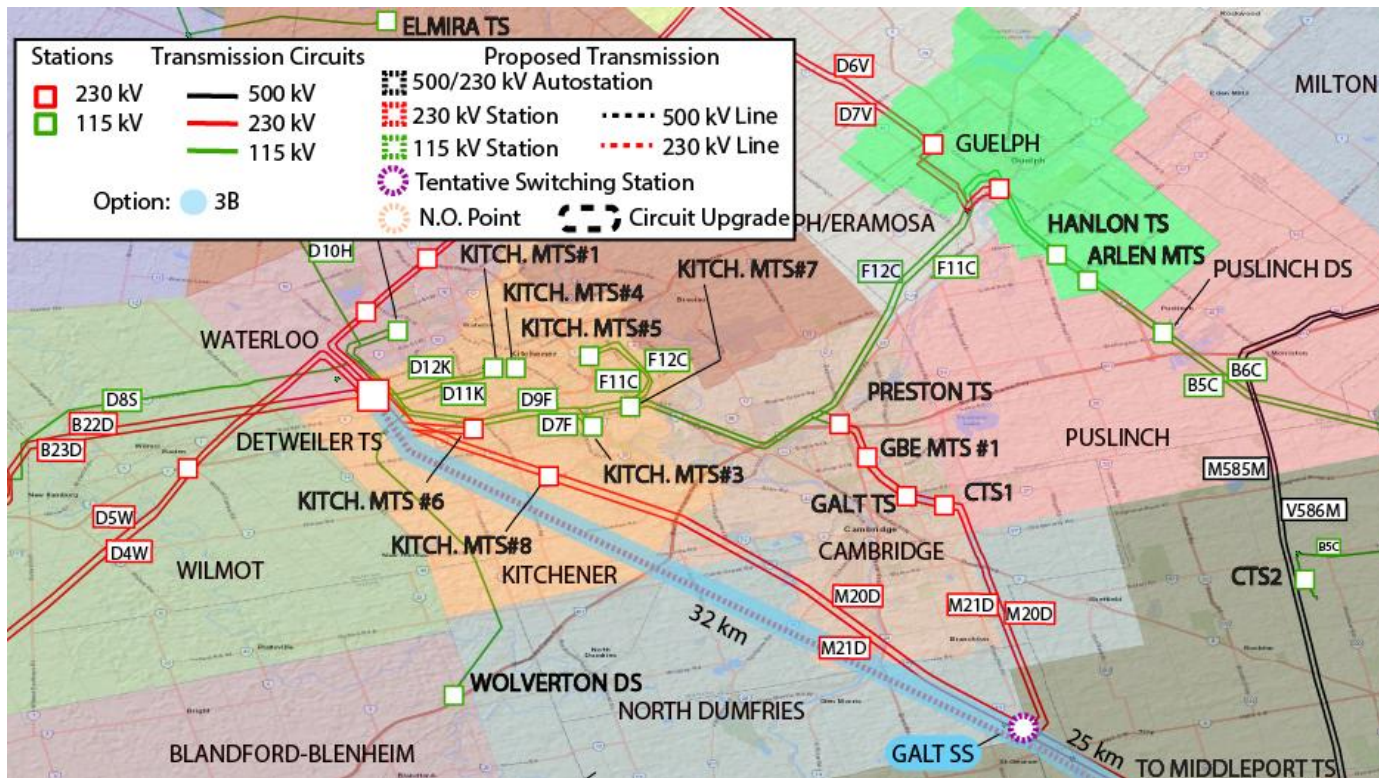 ELMIRA TS
Stations
Transmission Circuits
Proposed Transmission
230 kV
115 kV
500 kV
230 kV
115 kV
500/230 kV Autostation
230 kV Station
115 kV Station
500 kV Line
230 kV Line
Tentative Switching Station
Option: 3B
N.O. Point
Circuit Upgrade
D6V
D7V
MILTON
GUELPH
PH/ERAMOSA
HANLON TS
ARLEN MTS
PUSLINCH DS
D10H
KITCH. MTS#1
KITCH. MTS#4
KITCH. MTS#5
KITCH. MTS#7
F12C
F11C
WATERLOO
D12K
D11K
F12C
F11C
D9F
D7F
B6C
B5C
D8S
B22D
B23D
DETWEILER TS
PRESTON TS
GBE MTS #1
PUSLINCH
KITCH. MTS#3
M585M
KITCH. MTS #6
GALT TS
CTS1
V586M
D5W
D4W
KITCH. MTS#8
Cambridge
CAMBRIDGE
B5C
WILMOT
KITCHENER
CTS2
M20D
M21D
M20D
32 km
M21D
WOLVERTON DS
NORTH DUMFRIES
BLANDFORD-BLENHEIM
GALT SS
25 km
TO MIDDLEPORT TS